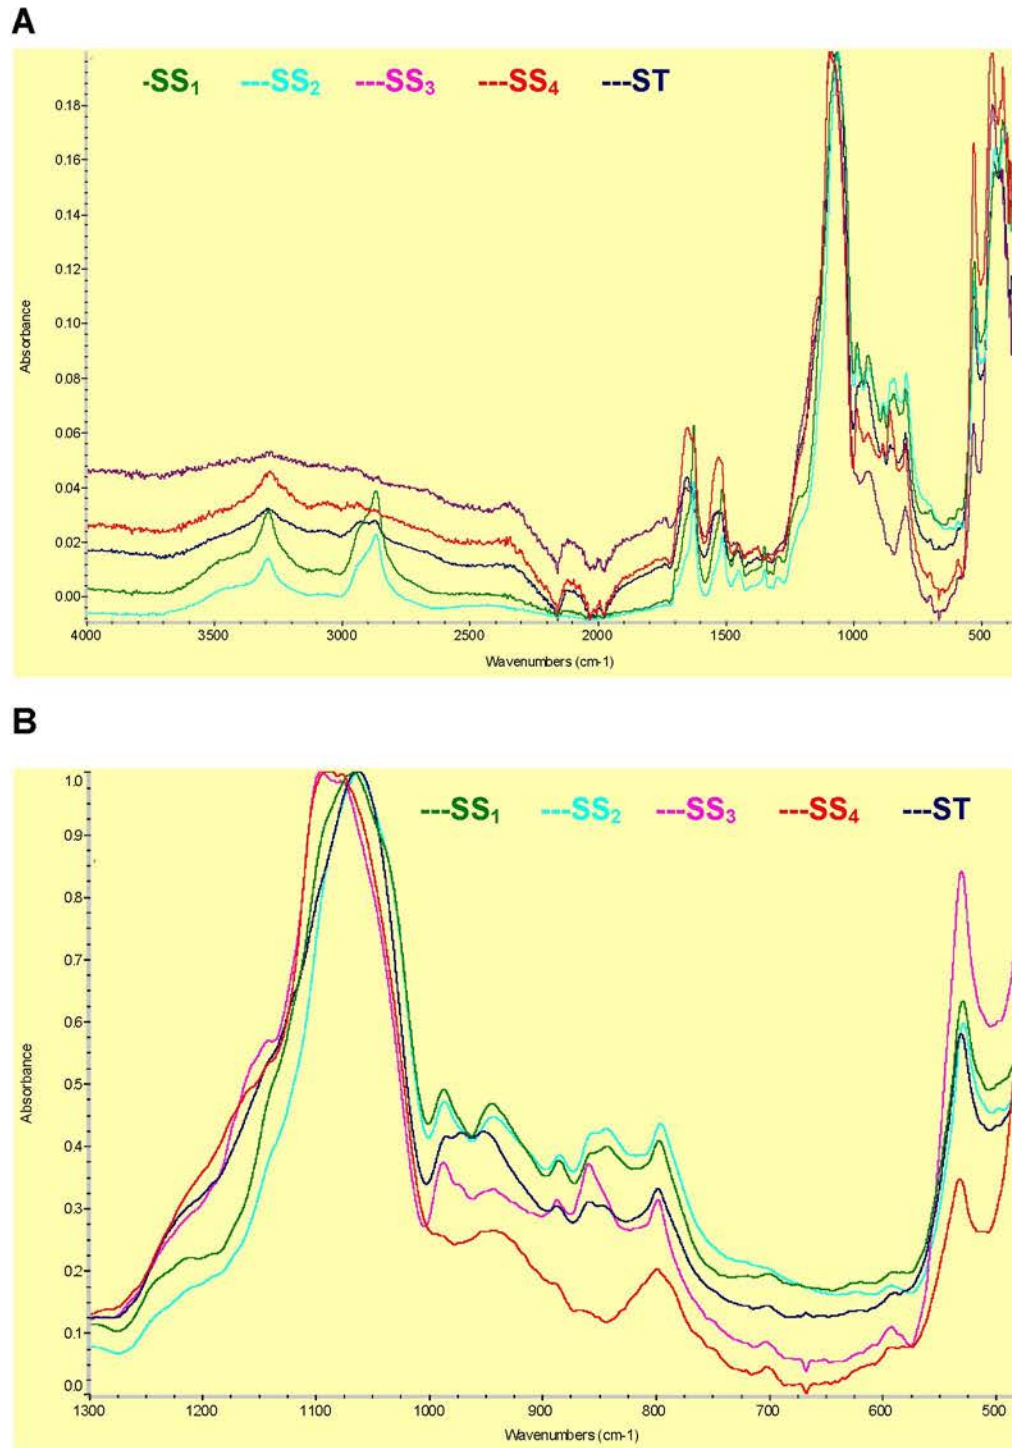 A
-SS₁ ---SS₂ ---SS₃ ---SS₄ ---ST
0.18
0.16
0.14
0.12
0.10
0.08
0.06
0.04
0.02
0.00
Absorbance
4000 3500 3000 2500 2000 1500 1000 500
Wavenumbers (cm-1)
B
---SS₁ ---SS₂ ---SS₃ ---SS₄ ---ST
1.0
0.9
0.8
0.7
0.6
0.5
0.4
0.3
0.2
0.1
0.0
Absorbance
1300 1200 1100 1000 900 800 700 600 500
Wavenumbers (cm-1)